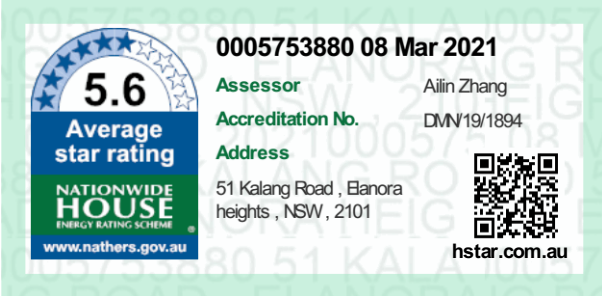 0005753880 08 Mar 2021
5.6
Average
star rating
NATIONWIDE
HOUSE
ENERGY RATING SCHEME
®
www.nathers.gov.au
Assessor Ailin Zhang
Accreditation No. DMN/19/1894
Address
51 Kalang Road , Elanora
heights , NSW , 2101
hstar.com.au